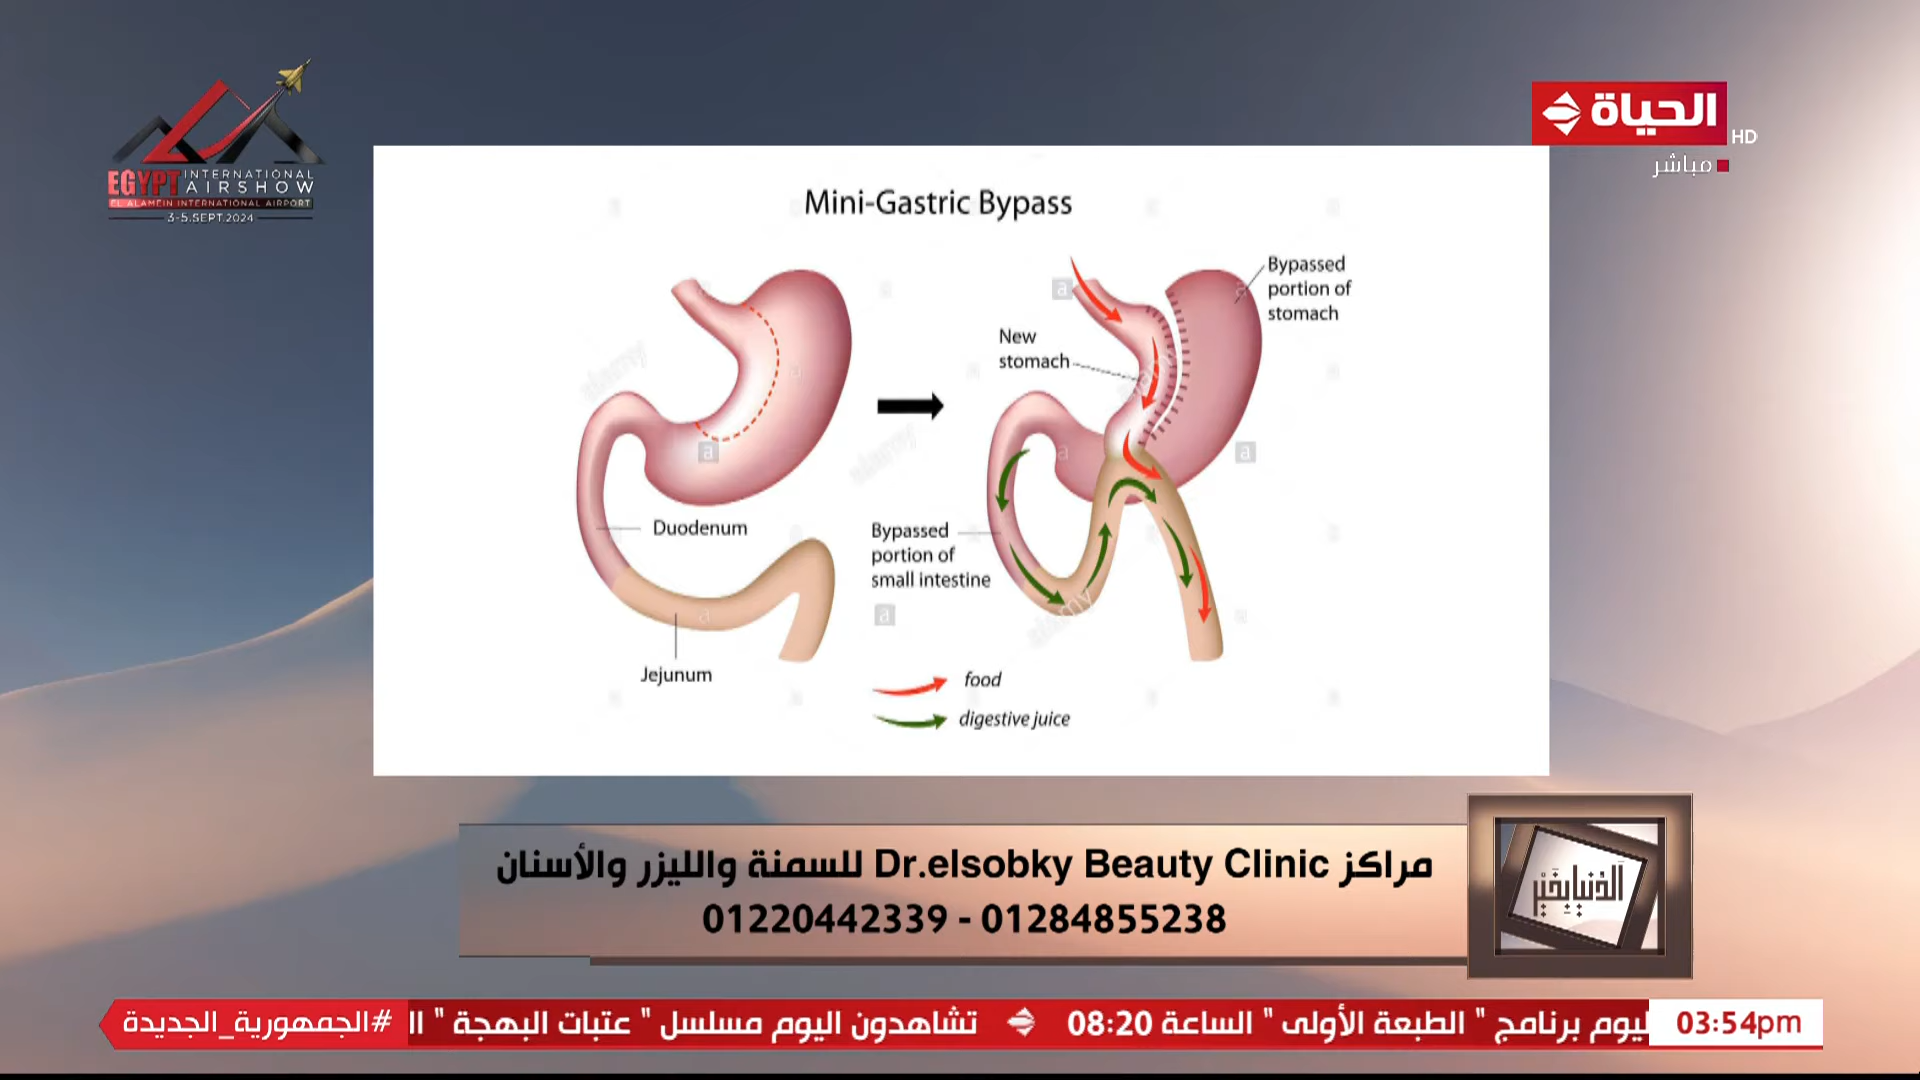 EGYPT INTERNATIONAL AIRSHOW
EL ALAMEIN INTERNATIONAL AIRPORT
3-5.SEPT.2024
الحياة
HD
مباشر
Mini-Gastric Bypass
Bypassed portion of stomach
New stomach
Duodenum
Bypassed portion of small intestine
Jejunum
food
digestive juice
alamy
a
مراكز Dr.elsobky Beauty Clinic للسمنة والليزر والأسنان
01220442339 - 01284855238
الدنيا بخير
#الجمهورية_الجديدة
ليوم برنامج " الطبعة الأولى " الساعة 08:20
تشاهدون اليوم مسلسل " عتبات البهجة " ال
03:54pm